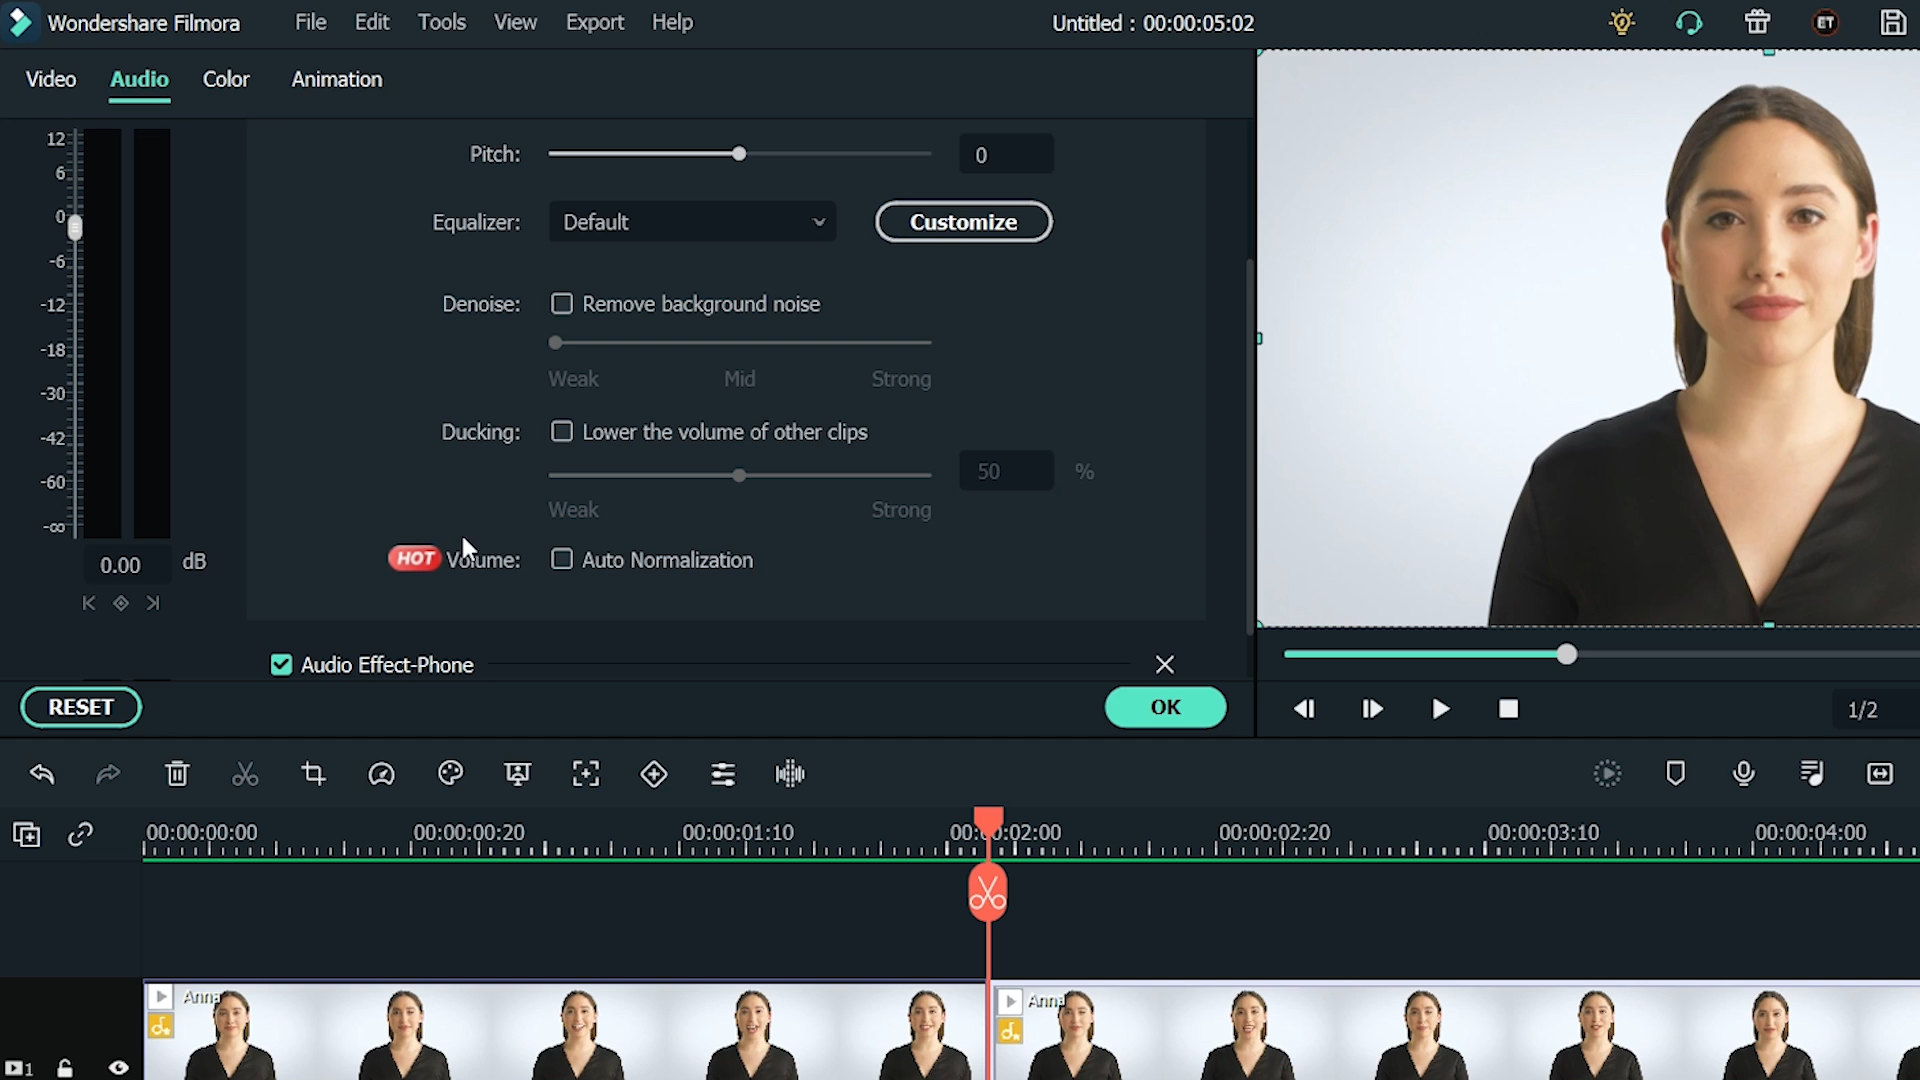 Wondershare Filmora File Edit Tools View Export Help Untitled : 00:00:05:02 ET
Video Audio Color Animation
12
6
0
-6
-12
-18
-30
-42
-60
-∞
0.00 dB
Pitch: 0
Equalizer: Default Customize
Denoise: Remove background noise
Weak Mid Strong
Ducking: Lower the volume of other clips
50 %
Weak Strong
HOT Volume: Auto Normalization
Audio Effect-Phone
RESET OK
1/2
00:00:00:00 00:00:00:20 00:00:01:10 00:00:02:00 00:00:02:20 00:00:03:10 00:00:04:00
Anna Anna
1